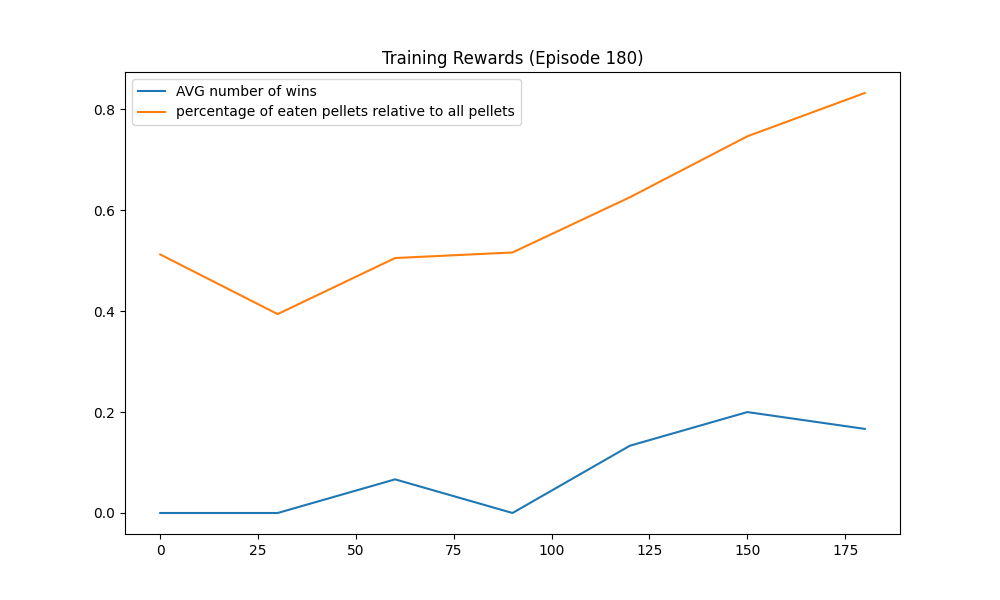 Training Rewards (Episode 180)
AVG number of wins
percentage of eaten pellets relative to all pellets
0.8
0.6
0.4
0.2
0.0
0 25 50 75 100 125 150 175